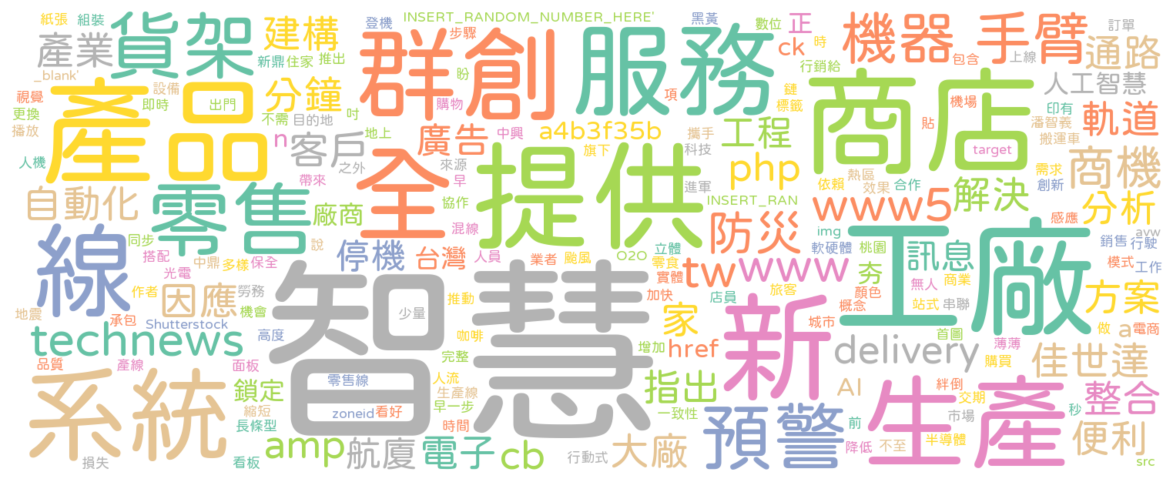 紙張 組裝 INSERT_RANDOM_NUMBER_HERE' 黑黃 數位 正 時 訂單
登機 步驟
產業 貨架 建構 群創 服務 ck 機器 手臂 通路
新鼎 住家 推出 行銷給 包含 上線
_blank' 設備 分鐘 盼 購物 項 鏈 人工智慧
視覺 即時 出門 吋 標籤 機場 印有
更換 產品 不需 目的地 廣告 中興 a4b3f35b 攜手 工程 商店 貼 潘智義 軌道
播放 地上 旗下 科技 target 搬運車
人機 n 客戶 之外 全 來源 提供 php 依賴 熱區 需求 商機
帶來 早 進軍 效果 合作 創新
自動化 零售 廠商 協作 INSERT_RAN www5 解決 感應 分析
線 同步 說 停機 混線 防災 img 軟硬體 桃園 工廠 銷售 行駛 avw
搭配 保全 台灣 人員 業者 颱風 O2O 立體 tw www 夯 訊息 模式 工作
光電 中鼎 多樣 零食 實體 旅客 無人 商業
作者 因應 勞務 機會 智慧 推動 加快 店員 新 顏色 站式 串聯 方案
地震 承包 少量 概念
Shutterstock 高度 咖啡 家 城市 首圖 做 a 電商
technews 完整 增加 href delivery 薄薄 佳世達
品質 產線 面板 零售線 人流 AI 購買
系統 鎖定 生產線 指出 絆倒 交期 整合
縮短 zoneid 看好 早一步 一致性 生產 市場 秒
長條型 時間 預警 前 便利
amp 航廈 電子 cb 大廠 降低 不至 半導體
損失 看板 行動式 src